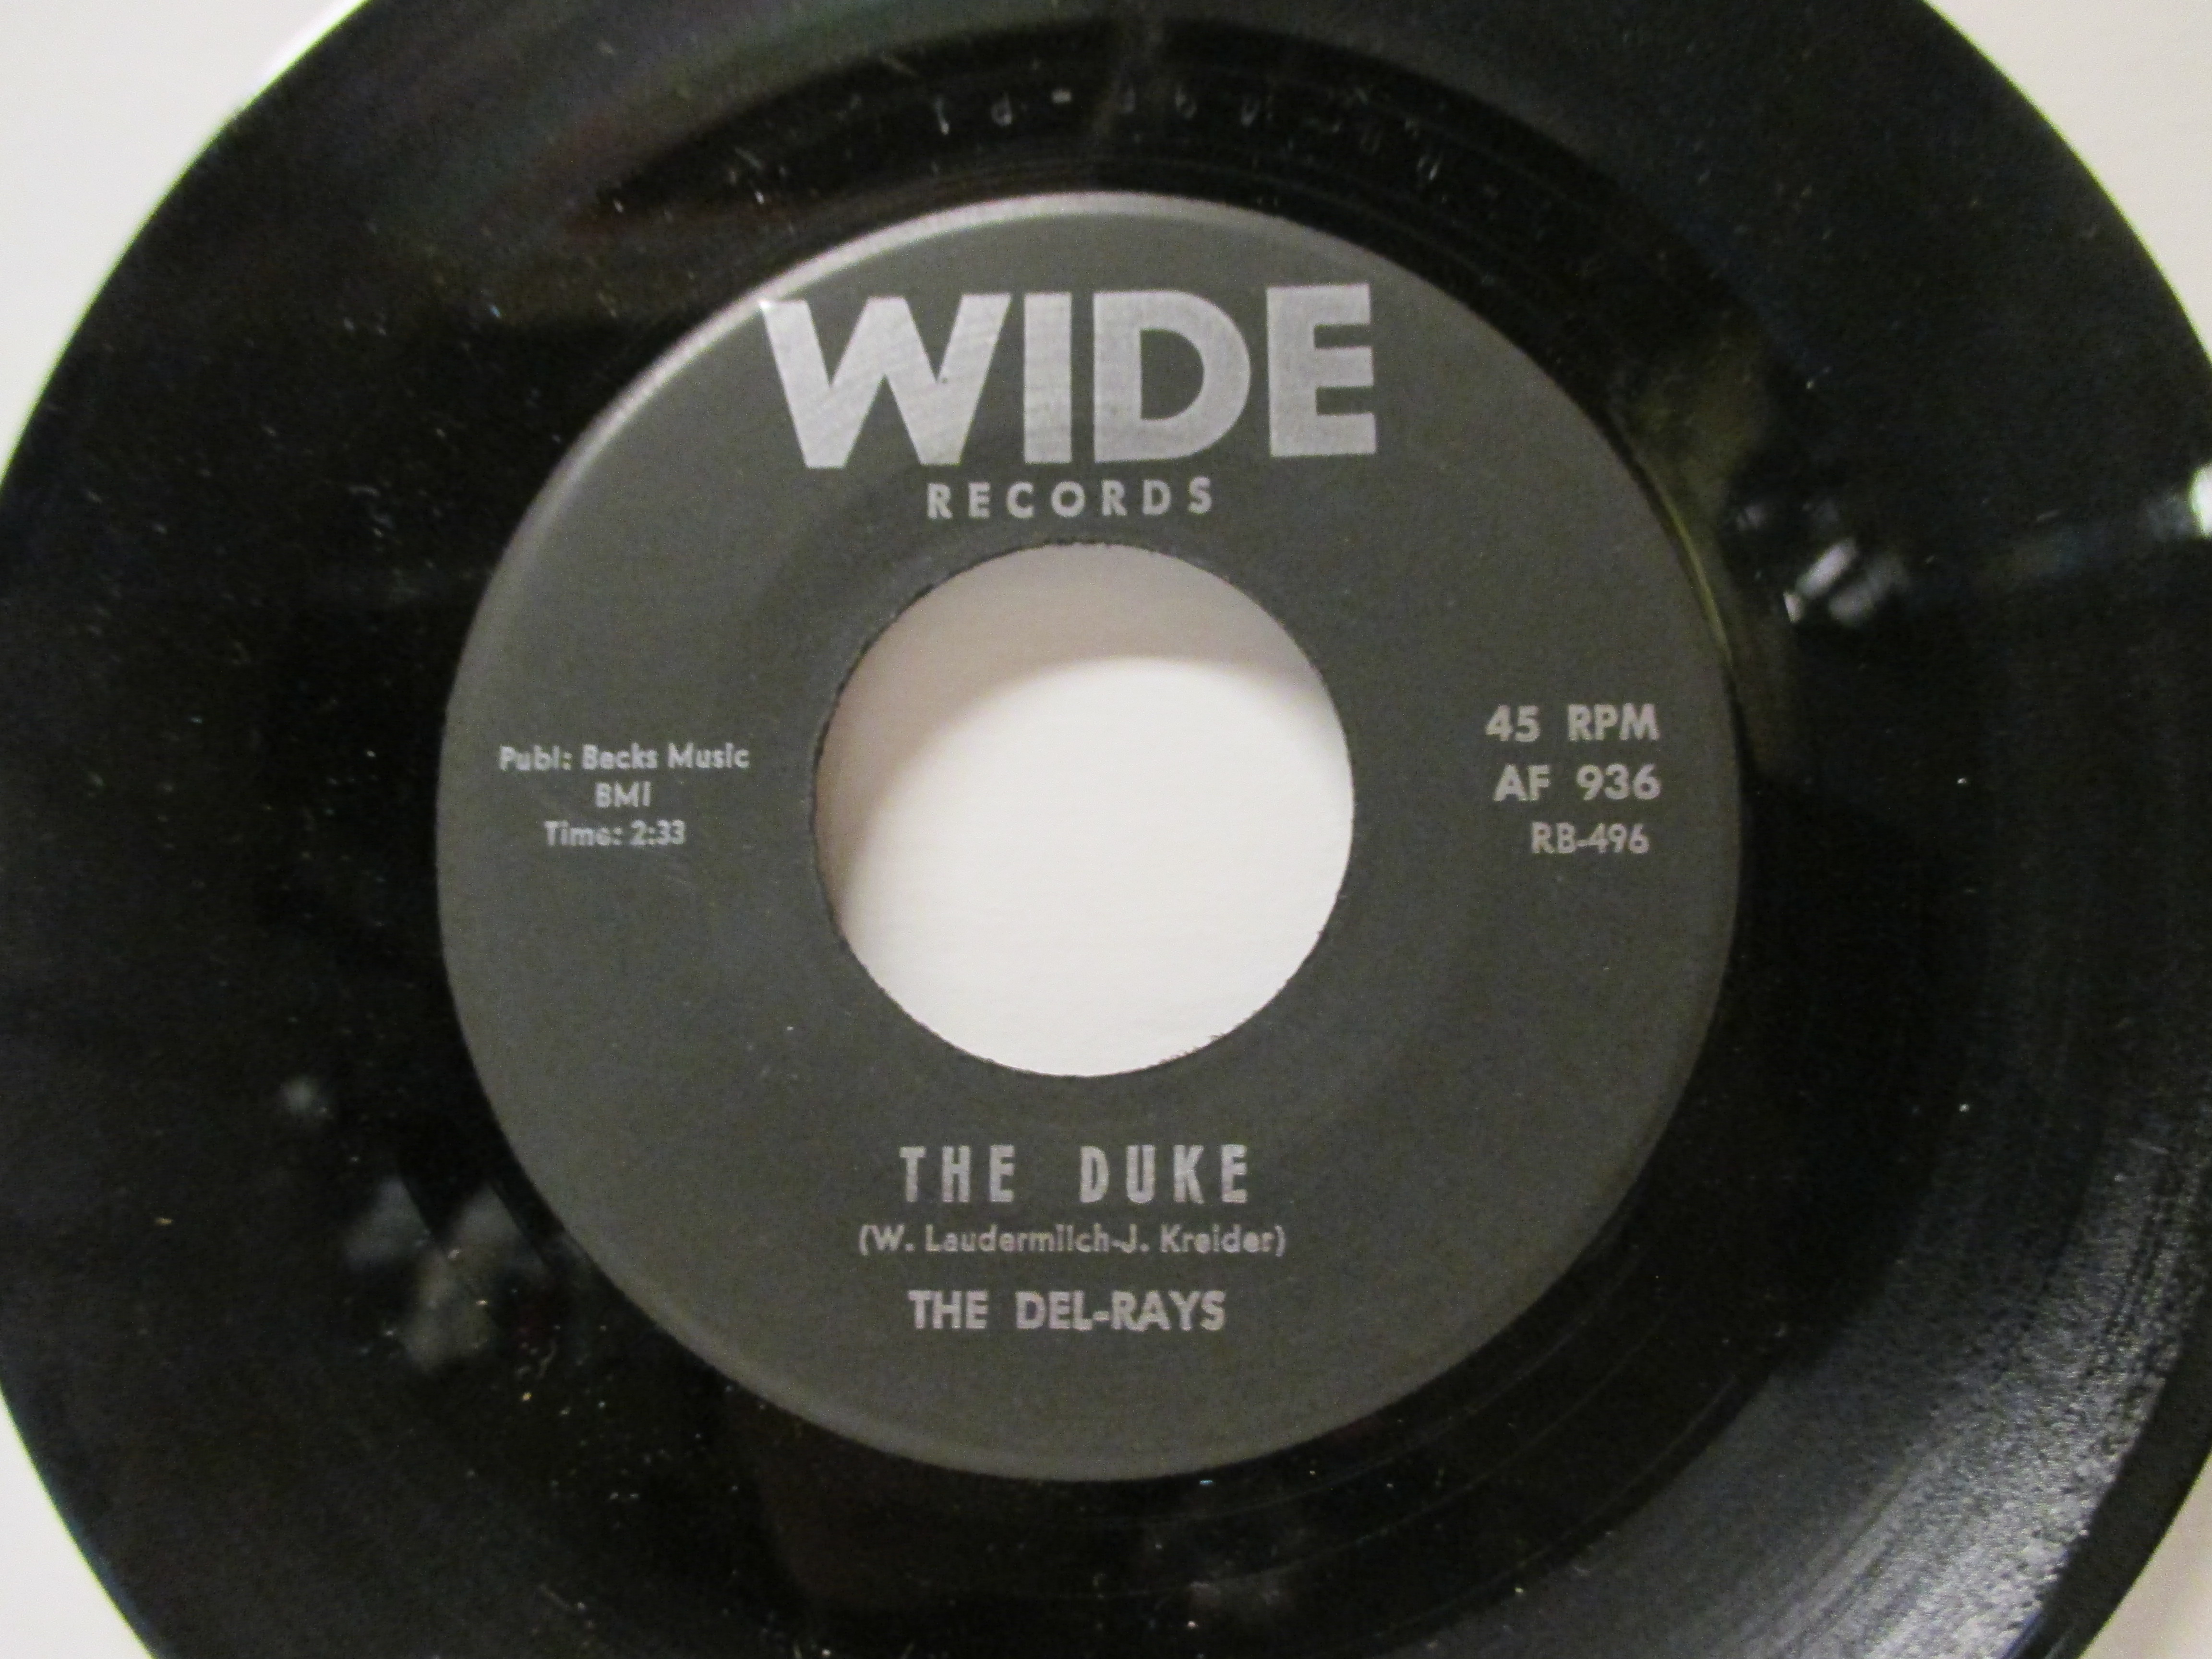 WIDE
RECORDS
Publ: Becks Music
BMI
Time: 2:33
45 RPM
AF 936
RB-496
THE DUKE
(W. Laudermilch-J. Kreider)
THE DEL-RAYS